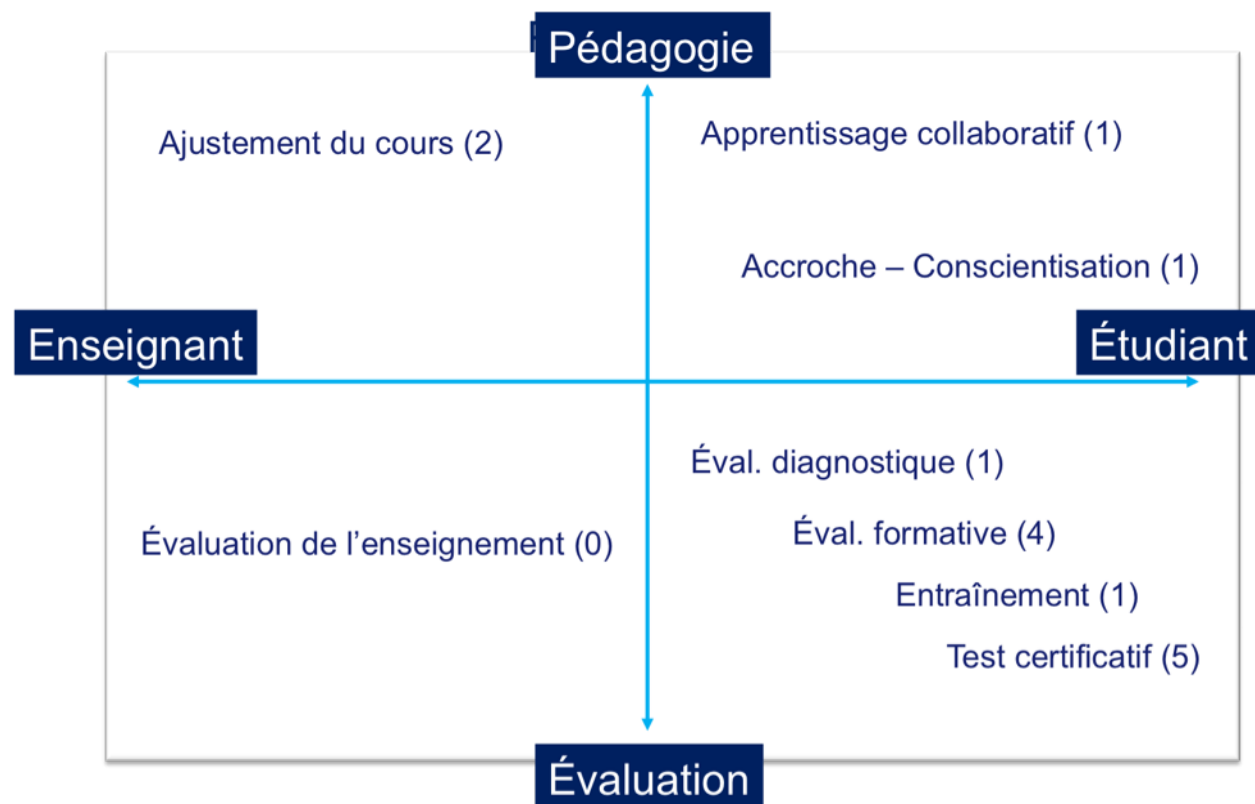 Pédagogie
Ajustement du cours (2)
Apprentissage collaboratif (1)
Accroche – Conscientisation (1)
Enseignant
Étudiant
Éval. diagnostique (1)
Évaluation de l’enseignement (0)
Éval. formative (4)
Entraînement (1)
Test certificatif (5)
Évaluation